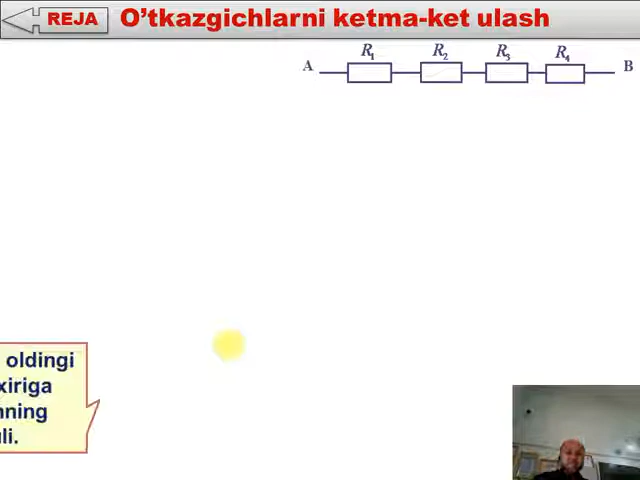 REJA O’tkazgichlarni ketma-ket ulash
A R1 R2 R3 R4 B
oldingi
xiriga
nning
li.